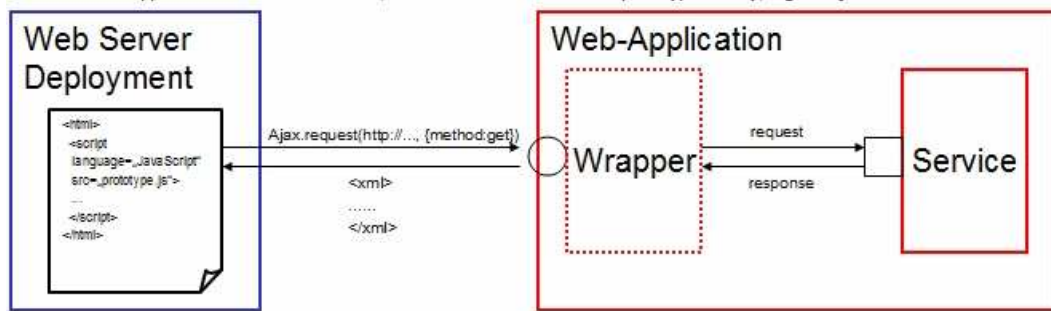 Web Server
Deployment
<html>
<script
language=„JavaScript“
src=„prototype.js“>
...
</script>
</html>
Ajax.request(http://..., {method:get})
<xml>
......
</xml>
Web-Application
Wrapper
request
response
Service